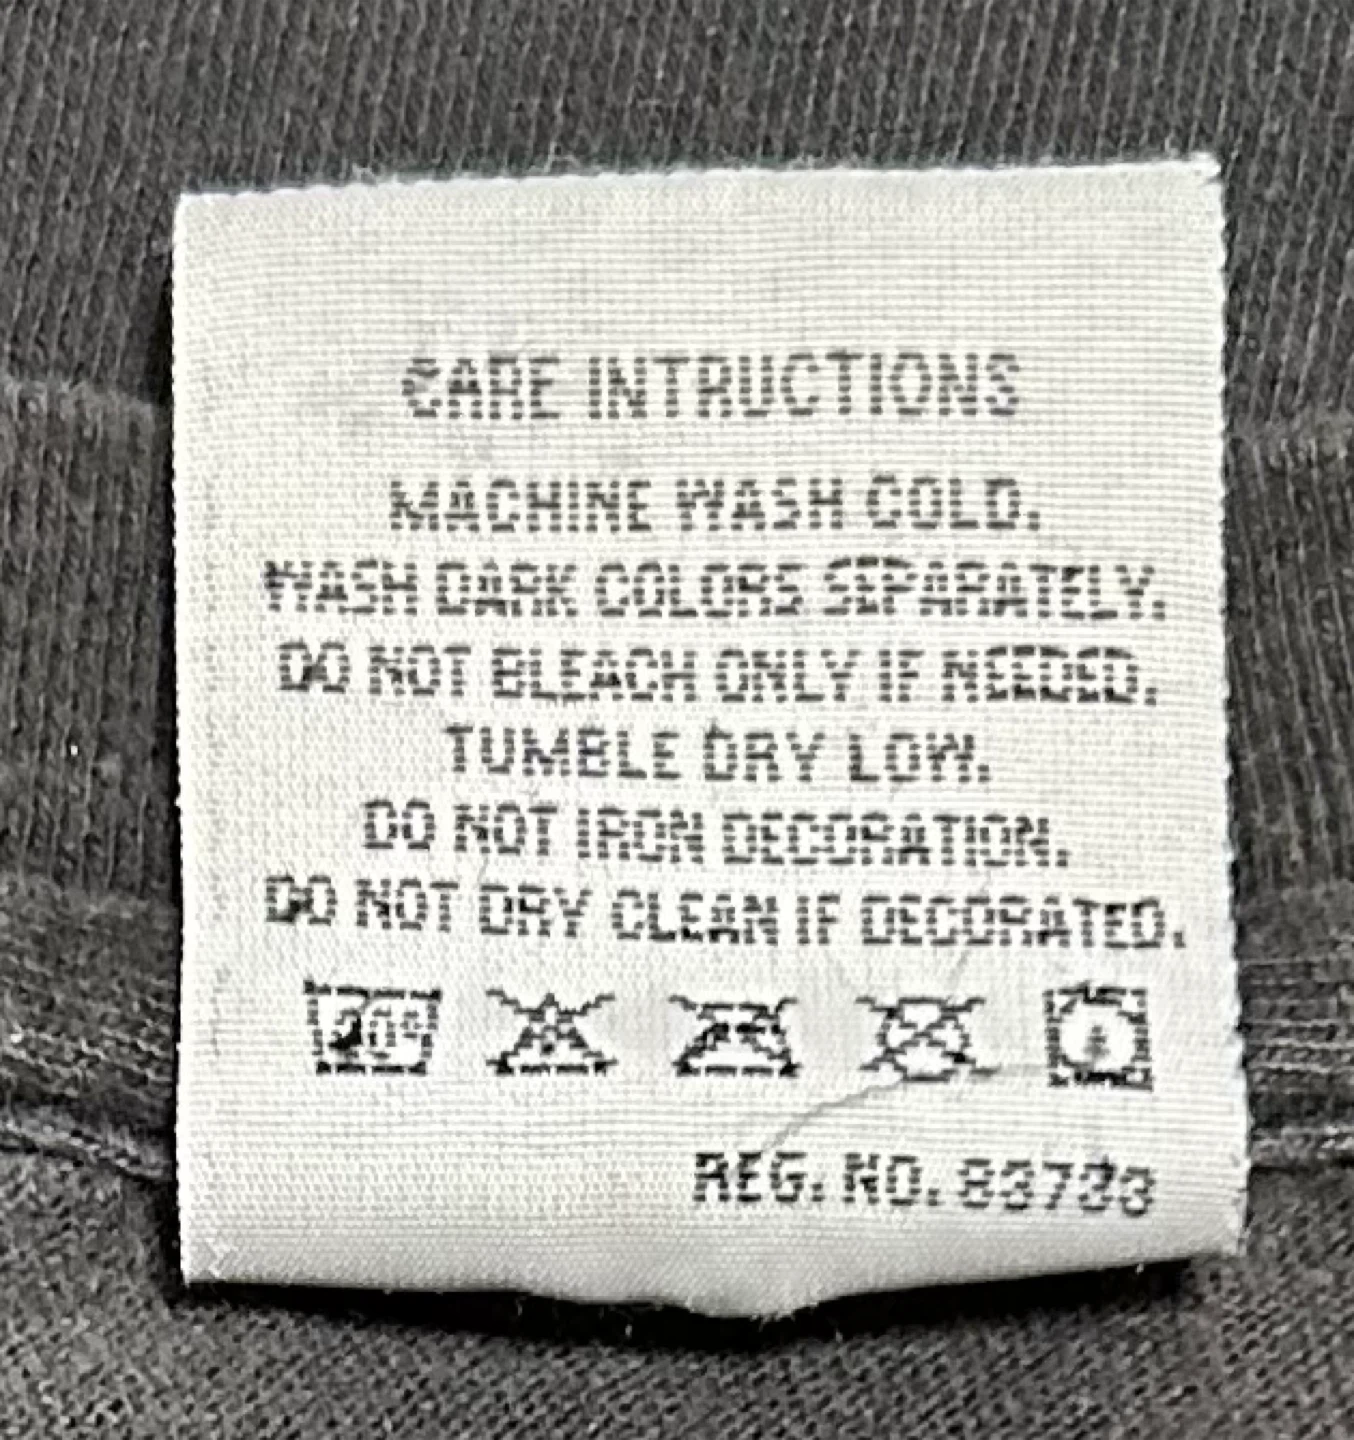 CARE INTRUCTIONS
MACHINE WASH COLD.
WASH DARK COLORS SEPARATELY.
DO NOT BLEACH ONLY IF NEEDED.
TUMBLE DRY LOW.
DO NOT IRON DECORATION.
DO NOT DRY CLEAN IF DECORATED.
REG. NO. 83733